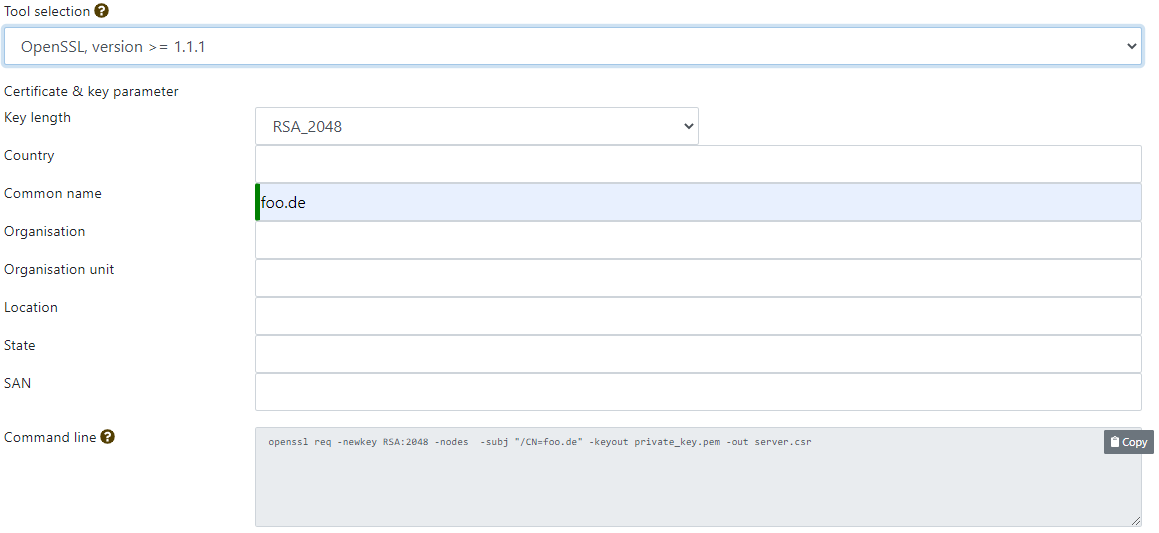 Tool selection ?
OpenSSL, version >= 1.1.1
Certificate & key parameter
Key length
RSA_2048
Country
Common name
foo.de
Organisation
Organisation unit
Location
State
SAN
Command line ?
openssl req -newkey RSA:2048 -nodes  -subj "/CN=foo.de" -keyout private_key.pem -out server.csr
Copy